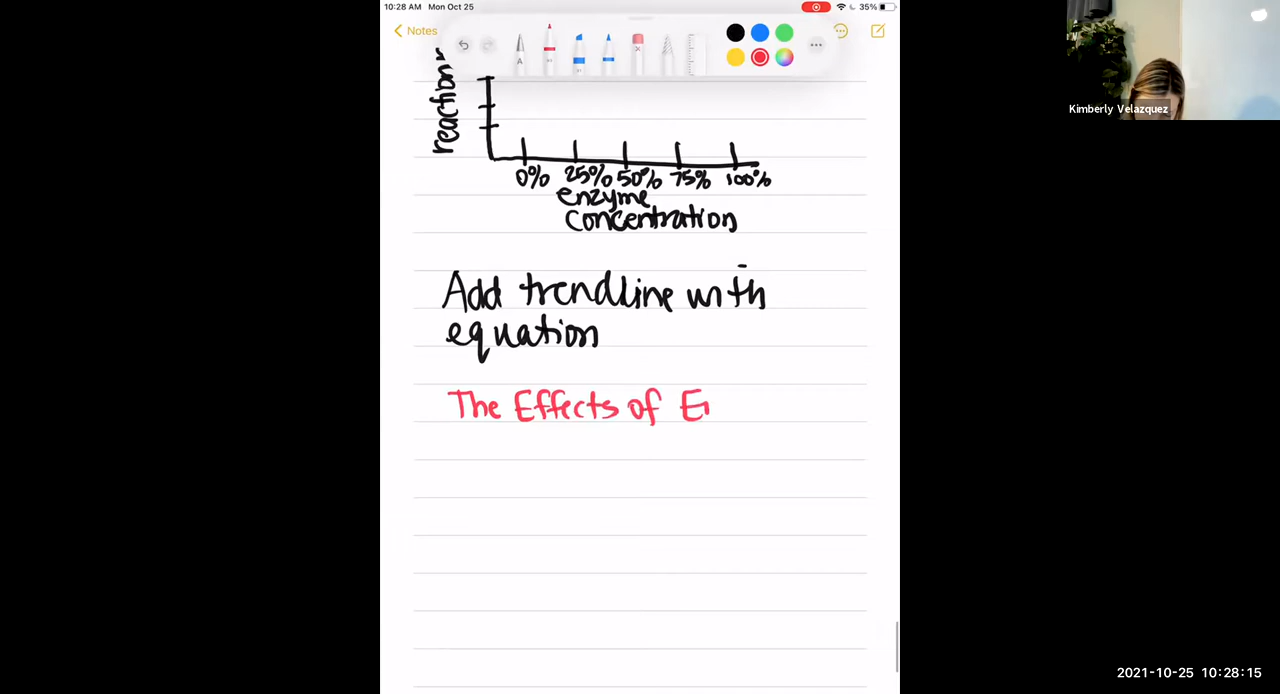 10:28 AM Mon Oct 25
35%
Notes
Kimberly Velazquez
reaction
0% 25% 50% 75% 100%
enzyme
concentration
Add trendline with
equation
The Effects of E
2021-10-25 10:28:15